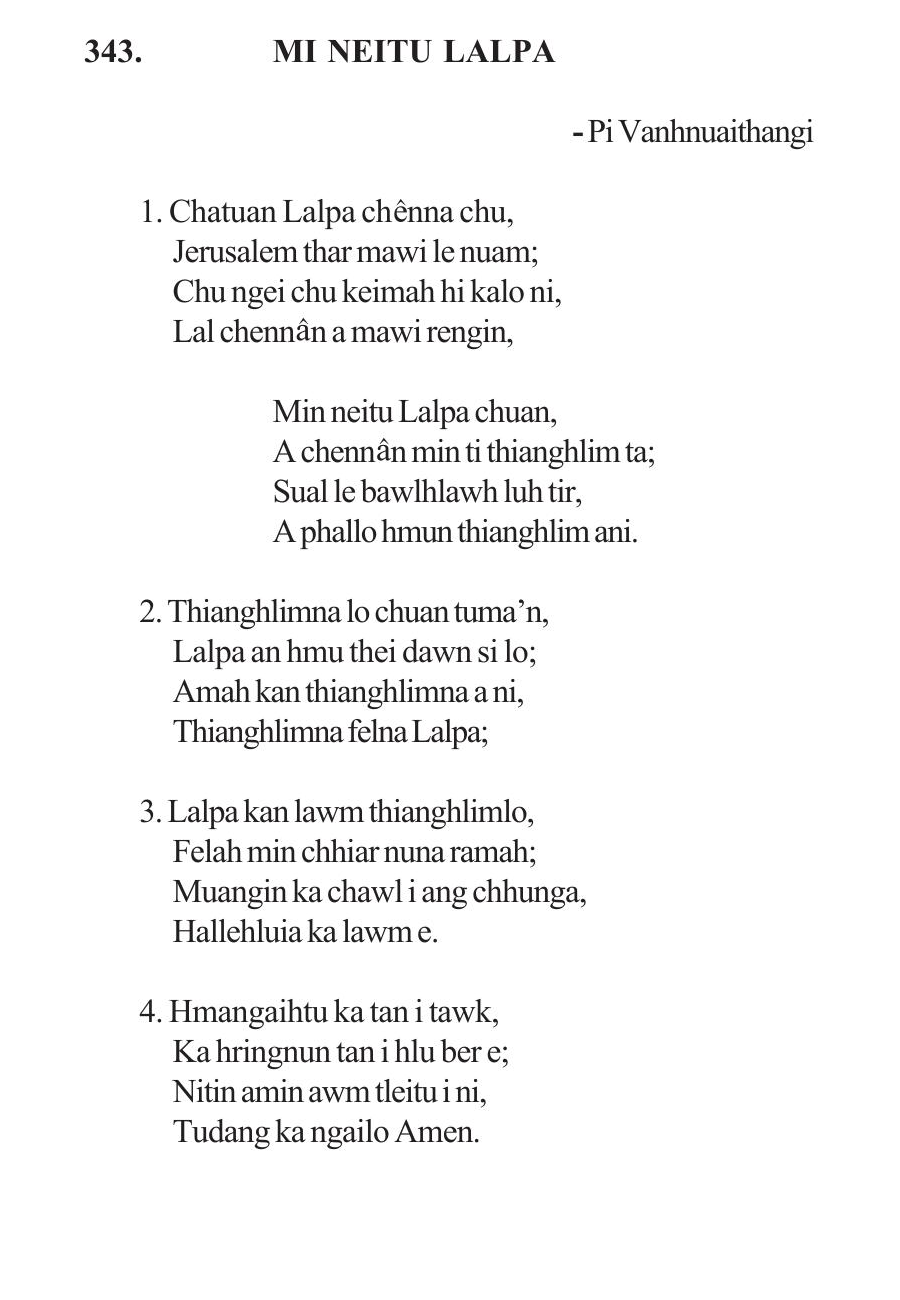 343. MI NEITU LALPA
- Pi Vanhnuaithangi
1. Chatuan Lalpa chênna chu,
Jerusalem thar mawi le nuam;
Chu ngei chu keimah hi kalo ni,
Lal chennân a mawi rengin,
Min neitu Lalpa chuan,
A chennân min ti thianghlim ta;
Sual le bawlhlawh luh tir,
A phallo hmun thianghlim ani.
2. Thianghlimna lo chuan tuma’n,
Lalpa an hmu thei dawn si lo;
Amah kan thianghlimna a ni,
Thianghlimna felna Lalpa;
3. Lalpa kan lawm thianghlimlo,
Felah min chhiar nuna ramah;
Muangin ka chawl i ang chhunga,
Hallehluia ka lawm e.
4. Hmangaihtu ka tan i tawk,
Ka hringnun tan i hlu ber e;
Nitin amin awm tleitu i ni,
Tudang ka ngailo Amen.